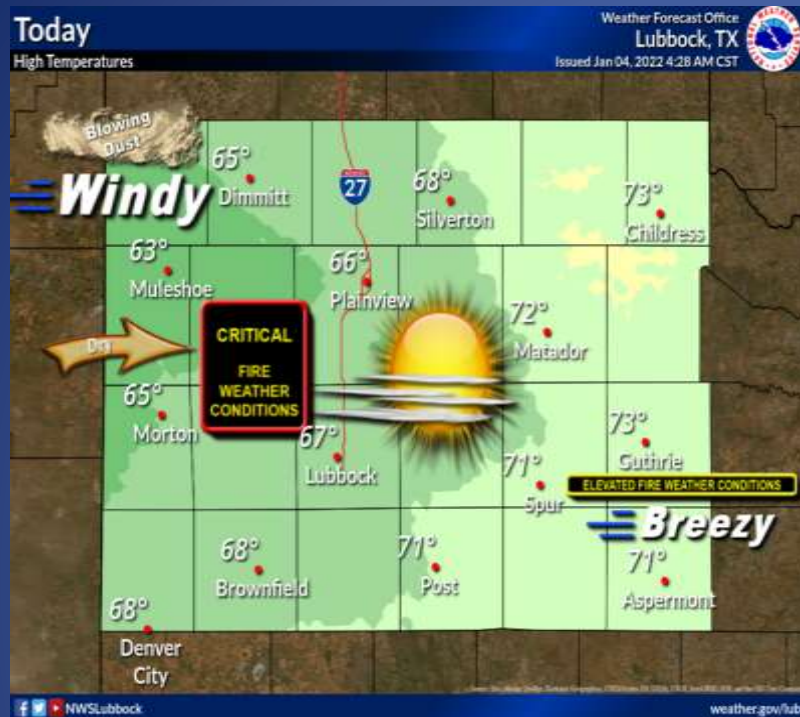 Today
Weather Forecast Office
Lubbock, TX
High Temperatures
Issued Jan 04, 2022 4:28 AM CST
Blowing
Dust
Windy
65°
Dimmitt
27
68°
Silverton
73°
Childress
63°
Muleshoe
66°
Plainview
72°
Matador
Dry
CRITICAL
FIRE
WEATHER
CONDITIONS
65°
Morton
67°
Lubbock
73°
Guthrie
71°
Spur
ELEVATED FIRE WEATHER CONDITIONS
Breezy
68°
Brownfield
71°
Post
71°
Aspermont
68°
Denver
City
NWSLubbock
weather.gov/lub